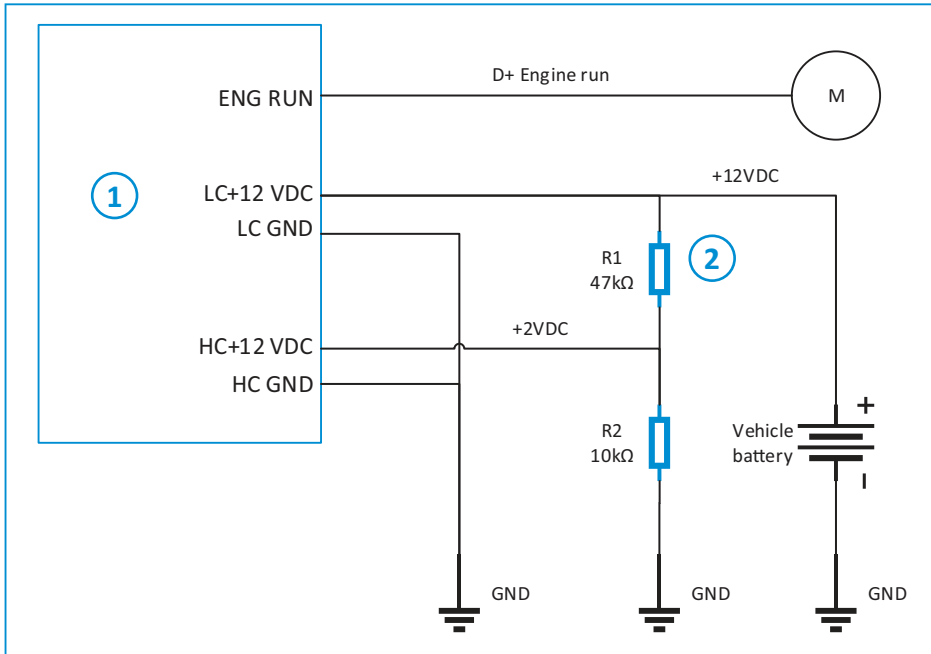 D+ Engine run
ENG RUN
M
1
LC+12 VDC
+12VDC
LC GND
R1
47kΩ
2
+2VDC
HC+12 VDC
HC GND
R2
10kΩ
Vehicle
battery
+
–
GND
GND
GND